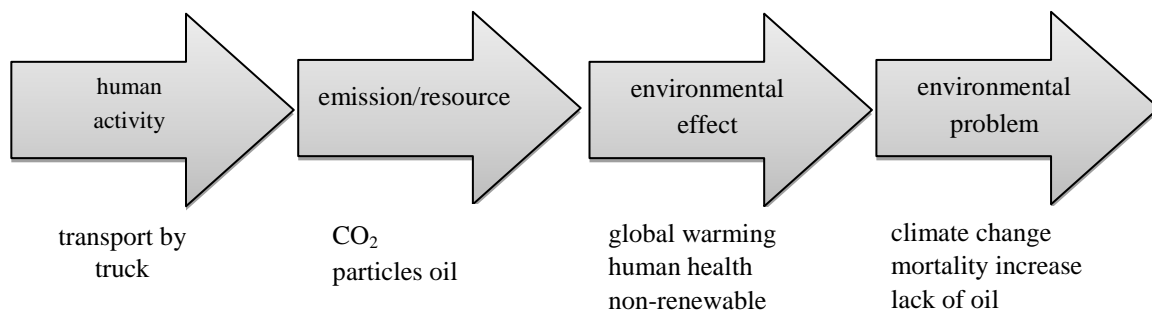 human
activity
emission/resource
environmental
effect
environmental
problem
transport by
truck
CO₂
particles oil
global warming
human health
non-renewable
climate change
mortality increase
lack of oil